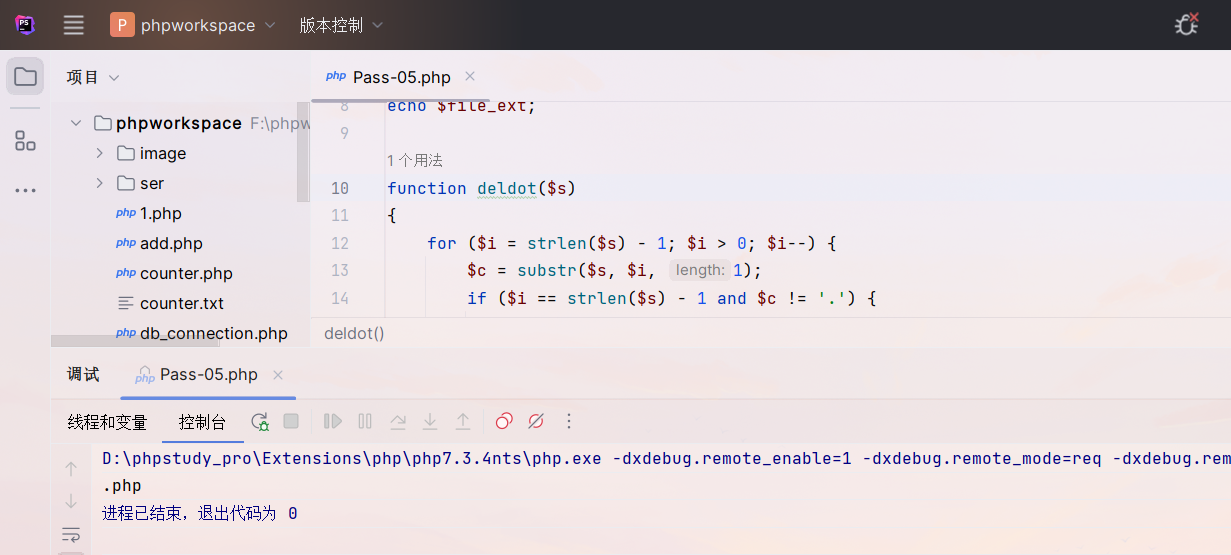 PS
P phpworkspace 版本控制
项目
php Pass-05.php
phpworkspace F:\phpw
image
ser
php 1.php
php add.php
php counter.php
counter.txt
php db_connection.php
8 echo $file_ext;
9
1 个用法
10 function deldot($s)
11 {
12 for ($i = strlen($s) - 1; $i > 0; $i--) {
13 $c = substr($s, $i, length: 1);
14 if ($i == strlen($s) - 1 and $c != '.') {
deldot()
调试 php Pass-05.php
线程和变量 控制台
D:\phpstudy_pro\Extensions\php\php7.3.4nts\php.exe -dxdebug.remote_enable=1 -dxdebug.remote_mode=req -dxdebug.rem
.php
进程已结束，退出代码为 0